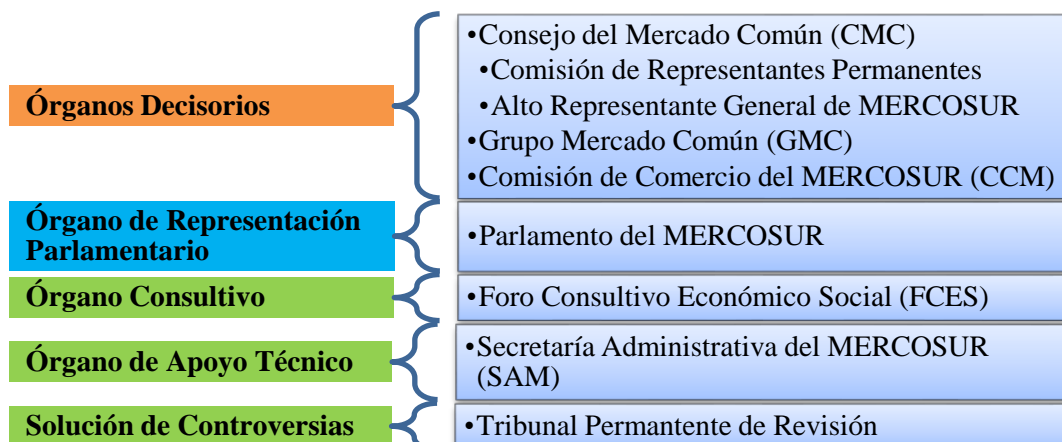 Órganos Decisorios
•Consejo del Mercado Común (CMC)
•Comisión de Representantes Permanentes
•Alto Representante General de MERCOSUR
•Grupo Mercado Común (GMC)
•Comisión de Comercio del MERCOSUR (CCM)
Órgano de Representación
Parlamentario
•Parlamento del MERCOSUR
Órgano Consultivo
•Foro Consultivo Económico Social (FCES)
Órgano de Apoyo Técnico
•Secretaría Administrativa del MERCOSUR
(SAM)
Solución de Controversias
•Tribunal Permantente de Revisión